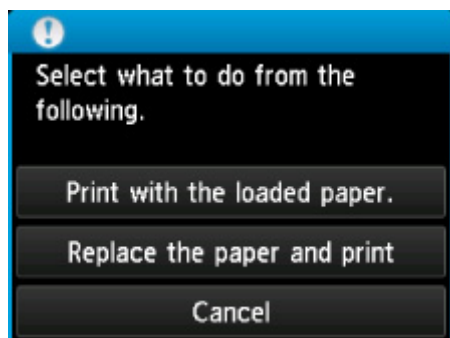 Select what to do from the
following.
Print with the loaded paper.
Replace the paper and print
Cancel